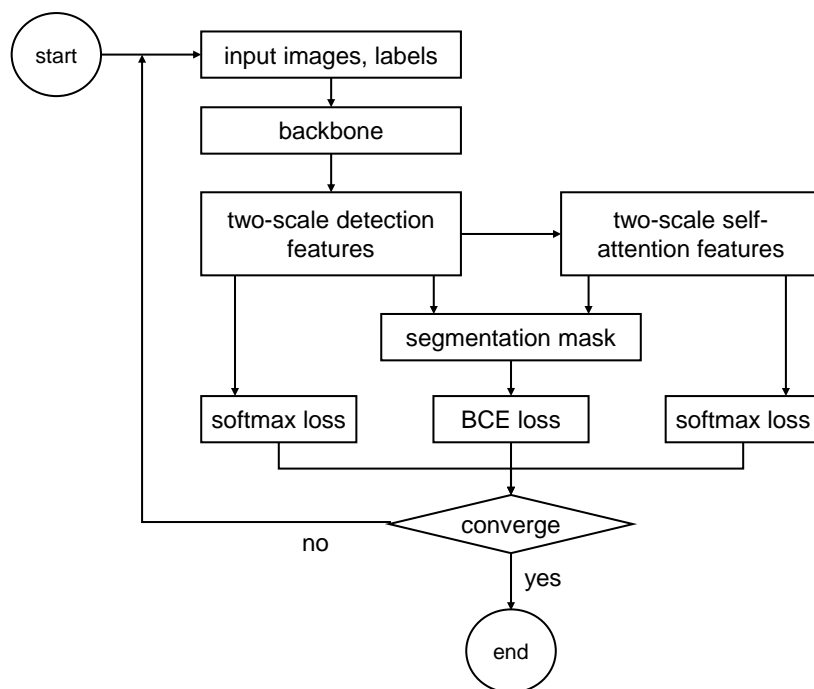 start
input images, labels
backbone
two-scale detection
features
two-scale self-
attention features
segmentation mask
softmax loss
BCE loss
softmax loss
converge
no
yes
end